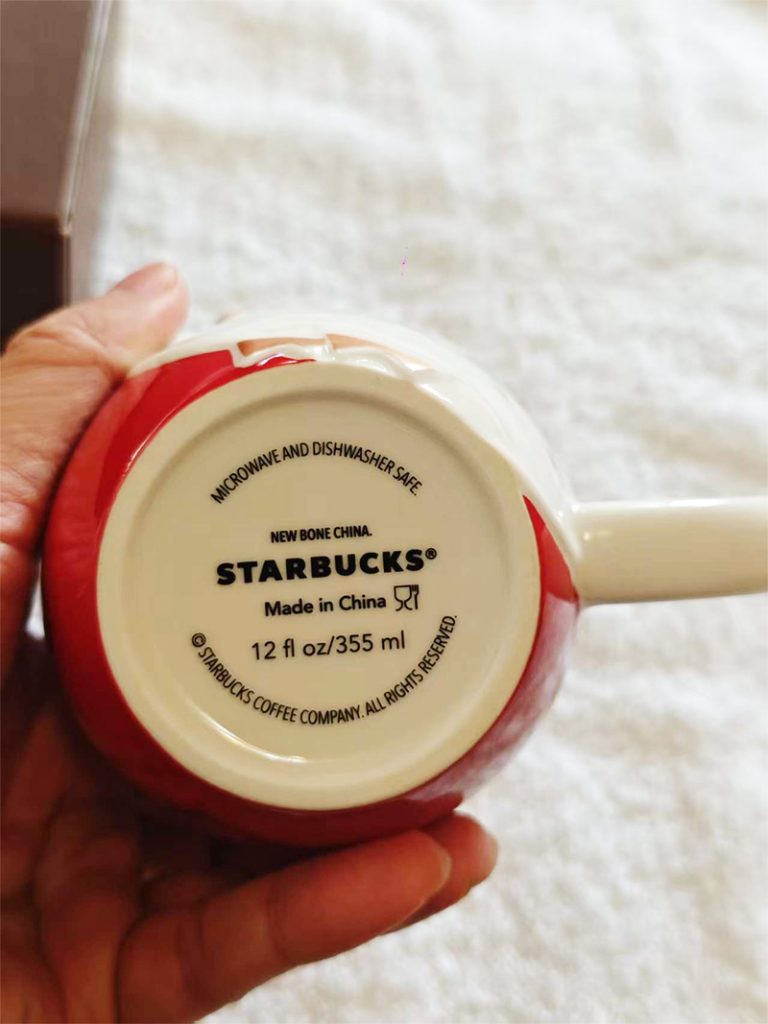 MICROWAVE AND DISHWASHER SAFE.
NEW BONE CHINA.
STARBUCKS®
Made in China
12 fl oz/355 ml
© STARBUCKS COFFEE COMPANY. ALL RIGHTS RESERVED.